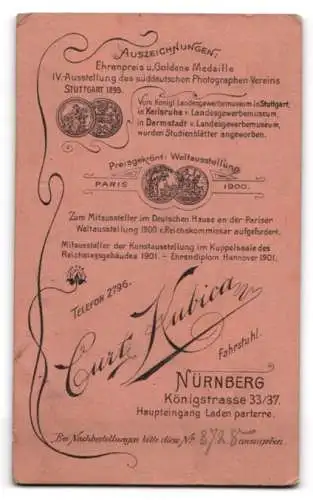 AUSZEICHNUNGEN.
Ehrenpreis u. Goldene Medaille
IV. Ausstellung des süddeutschen Photographen-Vereins
STUTTGART 1899.
Vom Königl. Landesgewerbemuseum in Stuttgart,
in Karlsruhe v. Landesgewerbemuseum,
in Darmstadt v. Landesgewerbemuseum,
wurden Studienblätter angeworben.
Preisgekrönt: Weltausstellung
PARIS 1900.
Zum Mitaussteller im Deutschen Hause an der Pariser
Weltausstellung 1900 v. Reichskommissar aufgefordert.
Mitaussteller der Kunstausstellung im Kuppelsaale des
Reichstagsgebäudes 1901. - Ehrendiplom Hannover 1901.
TELEFON 2796.
Curt Kubica
Fahrstuhl.
NÜRNBERG
Königstrasse 33/37.
Haupteingang Laden parterre.
Bei Nachbestellungen bitte diese № 8728 anzugeben.